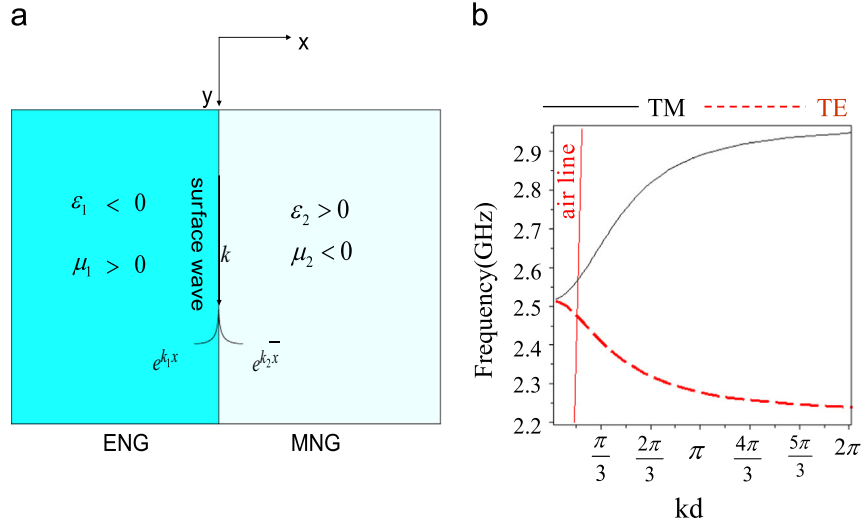 a
x
y
ε₁ < 0
μ₁ > 0
surface wave
k
ε₂ > 0
μ₂ < 0
e^{k₁x}
e^{k₂x̄}
ENG
MNG
b
TM
TE
air line
Frequency(GHz)
2.9
2.8
2.7
2.6
2.5
2.4
2.3
2.2
π/3
2π/3
π
4π/3
5π/3
2π
kd